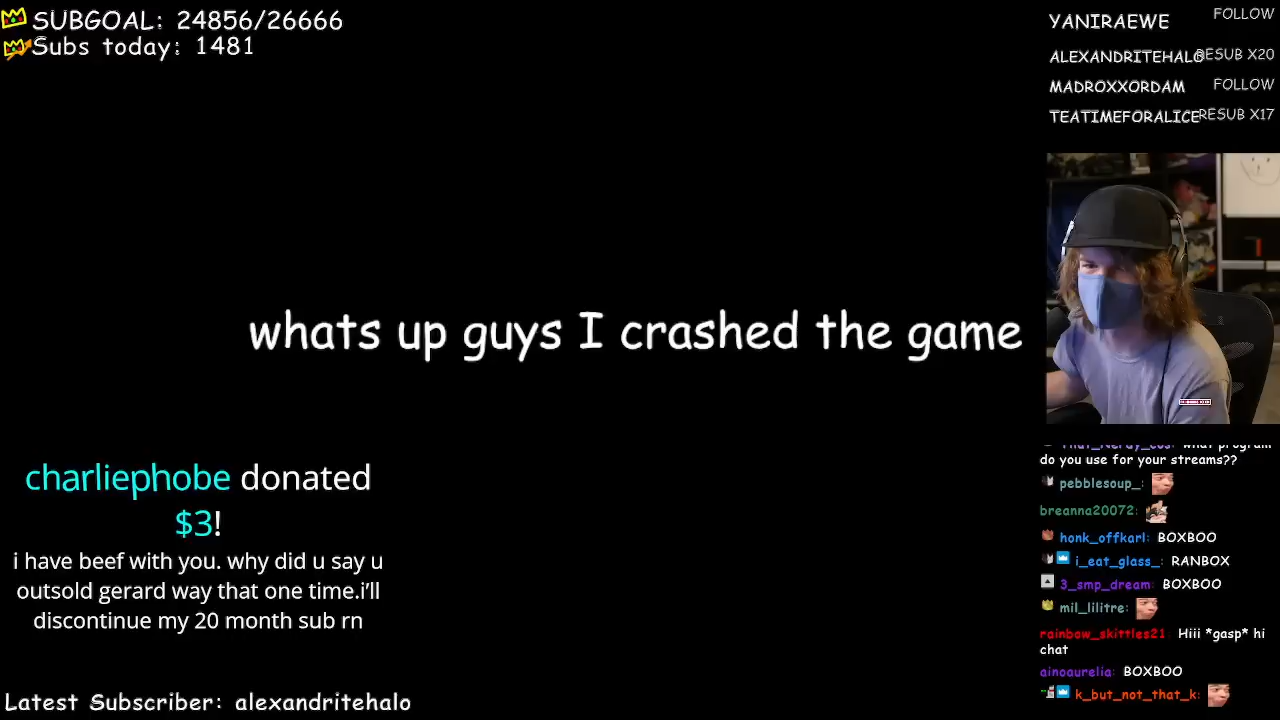 SUBGOAL: 24856/26666
Subs today: 1481
YANIRAEWE FOLLOW
ALEXANDRITEHALO RESUB X20
MADROXXORDAM FOLLOW
TEATIMEFORALICE RESUB X17
whats up guys I crashed the game
charliephobe donated
$3!
i have beef with you. why did u say u
outsold gerard way that one time.i'll
discontinue my 20 month sub rn
Latest Subscriber: alexandritehalo
That_Nerdy_cos: what program
do you use for your streams??
pebblesoup_:
breanna20072:
honk_offkarl: BOXBOO
i_eat_glass_: RANBOX
3_smp_dream: BOXBOO
mil_lilitre:
rainbow_skittles21 Hiii *gasp* hi
chat
ainoaurelia: BOXBOO
k_but_not_that_k: